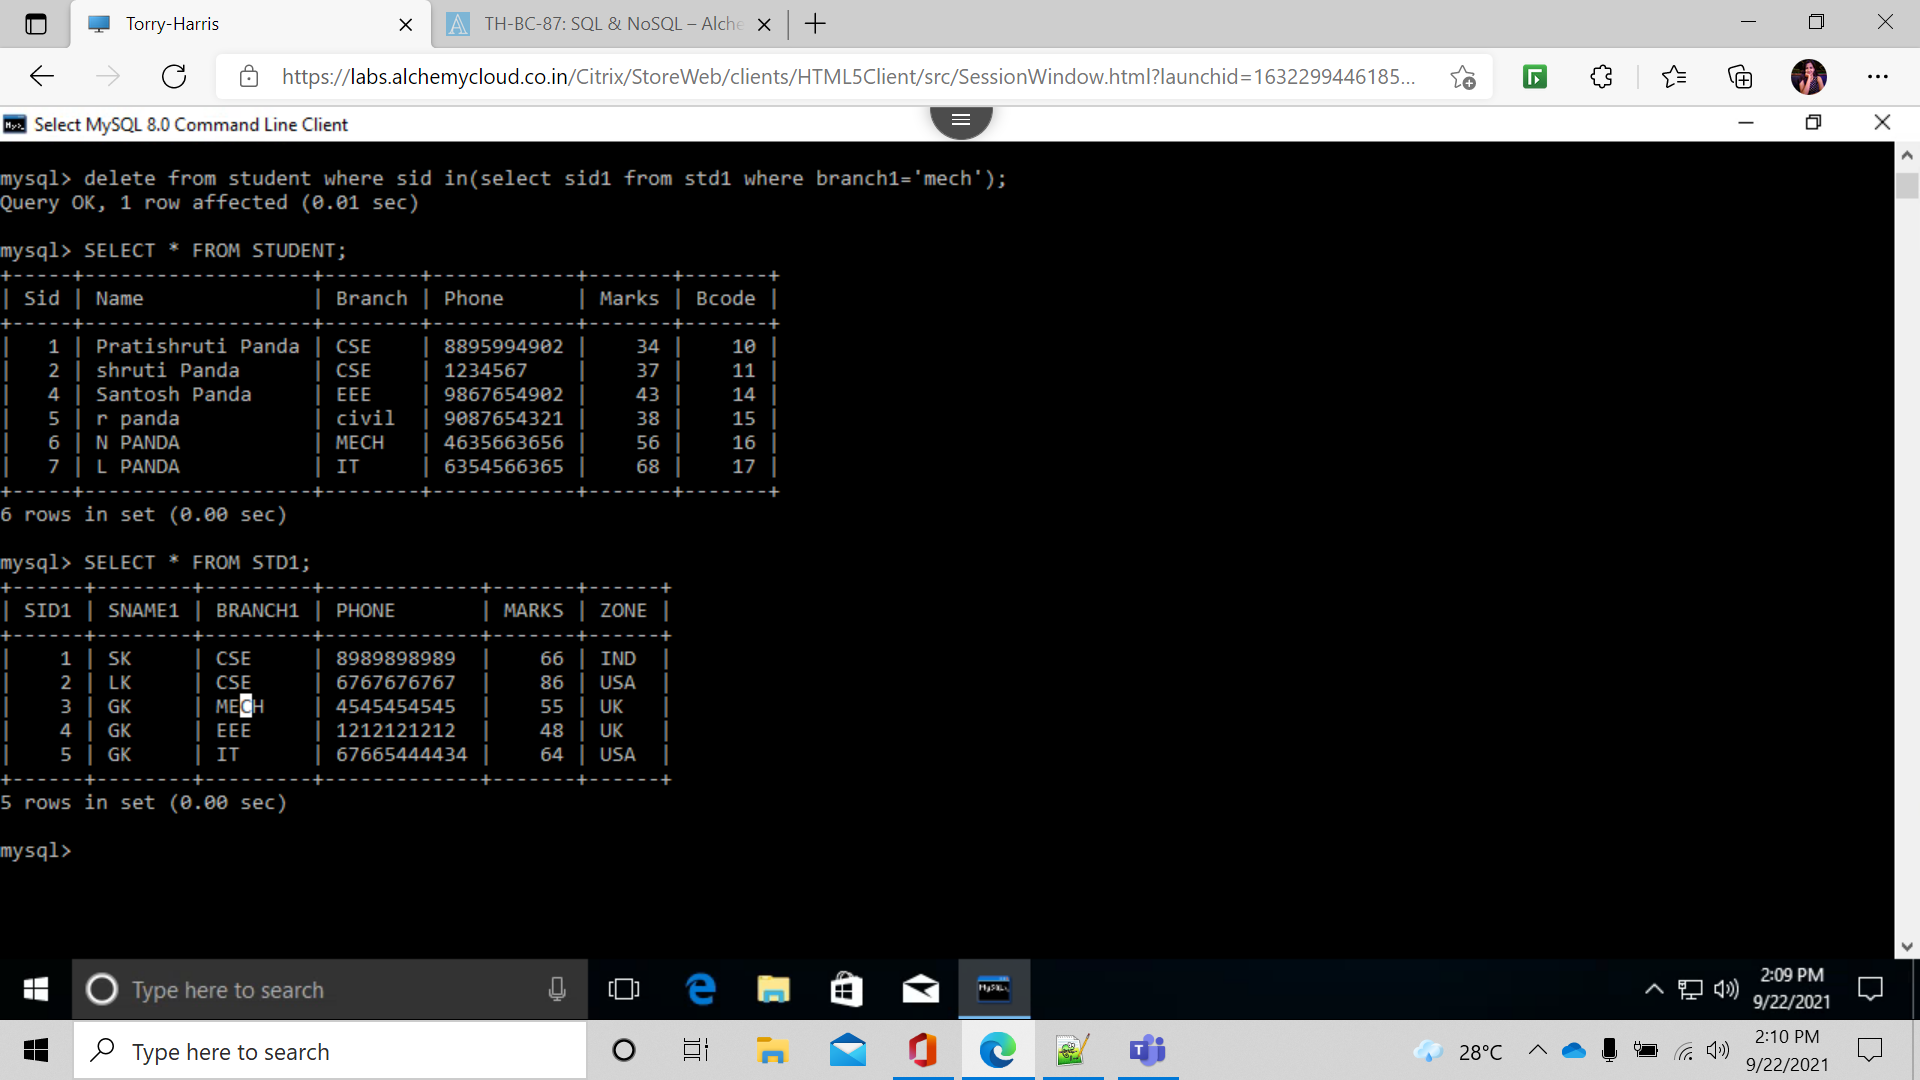 Torry-Harris
TH-BC-87: SQL & NoSQL – Alche
https://labs.alchemycloud.co.in/Citrix/StoreWeb/clients/HTML5Client/src/SessionWindow.html?launchid=1632299446185...
Select MySQL 8.0 Command Line Client
mysql> delete from student where sid in(select sid1 from std1 where branch1='mech');
Query OK, 1 row affected (0.01 sec)
mysql> SELECT * FROM STUDENT;
+-----+------------------+--------+------------+-------+-------+
| Sid | Name | Branch | Phone | Marks | Bcode |
+-----+------------------+--------+------------+-------+-------+
| 1 | Pratishruti Panda | CSE | 8895994902 | 34 | 10 |
| 2 | shruti Panda | CSE | 1234567 | 37 | 11 |
| 4 | Santosh Panda | EEE | 9867654902 | 43 | 14 |
| 5 | r panda | civil | 9087654321 | 38 | 15 |
| 6 | N PANDA | MECH | 4635663656 | 56 | 16 |
| 7 | L PANDA | IT | 6354566365 | 68 | 17 |
+-----+------------------+--------+------------+-------+-------+
6 rows in set (0.00 sec)
mysql> SELECT * FROM STD1;
+------+--------+---------+-------------+-------+------+
| SID1 | SNAME1 | BRANCH1 | PHONE | MARKS | ZONE |
+------+--------+---------+-------------+-------+------+
| 1 | SK | CSE | 8989898989 | 66 | IND |
| 2 | LK | CSE | 6767676767 | 86 | USA |
| 3 | GK | MECH | 4545454545 | 55 | UK |
| 4 | GK | EEE | 1212121212 | 48 | UK |
| 5 | GK | IT | 67665444434 | 64 | USA |
+------+--------+---------+-------------+-------+------+
5 rows in set (0.00 sec)
mysql>
Type here to search
2:09 PM
9/22/2021
Type here to search
28°C
2:10 PM
9/22/2021